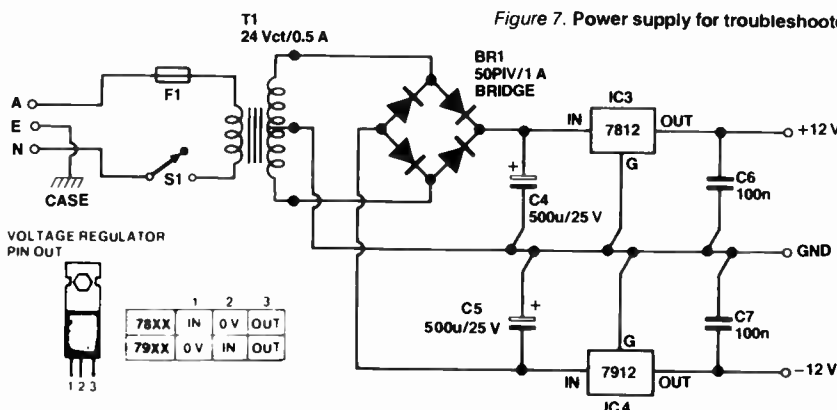 Figure 7. Power supply for troubleshoote
T1
24 Vct/0.5 A
BR1
50PIV/1 A
BRIDGE
F1
A
E
N
S1
CASE
IC3
IN
7812
OUT
G
+12 V
+
C4
500u/25 V
C6
100n
GND
VOLTAGE REGULATOR
PIN OUT
1 2 3
1 2 3
78XX IN 0 V OUT
79XX 0 V IN OUT
C5
500u/25 V
+
C7
100n
G
IN
7912
OUT
-12 V
IC4